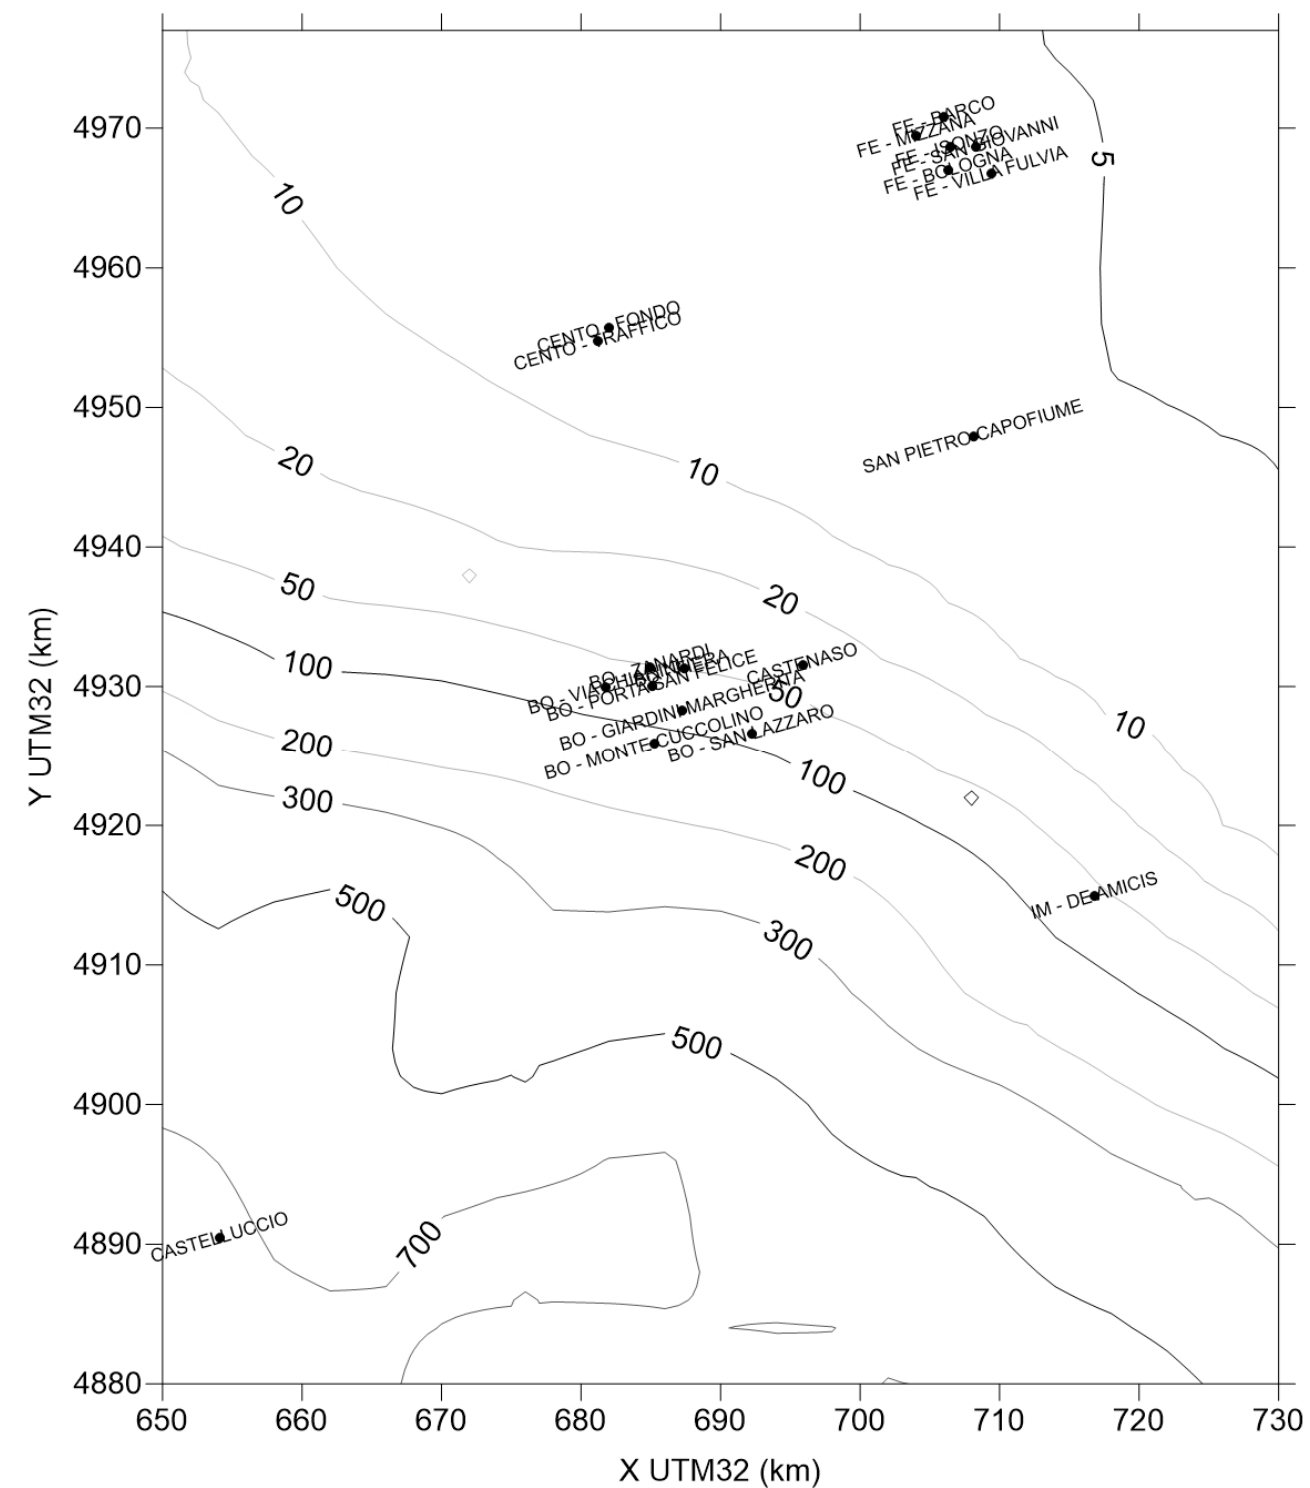 4970
4960
4950
4940
4930
4920
4910
4900
4890
4880
650
660
670
680
690
700
710
720
730
Y UTM32 (km)
X UTM32 (km)
FE - BARCO
FE - MIZZANA
FE - ISONZO
FE - SAN GIOVANNI
FE - BOLOGNA
FE - VILLA FULVIA
5
10
CENTO - FONDO
CENTO - TRAFFICO
SAN PIETRO CAPOFIUME
20
10
50
20
100
ZANARDI
BO - VIA CHIARINI
BO - PORTA SAN FELICE
CASTENASO
50
BO - GIARDINI MARGHERITA
10
200
BO - MONTE CUCCOLINO
BO - SAN LAZZARO
100
300
200
IM - DE AMICIS
500
300
500
CASTELLUCCIO
700